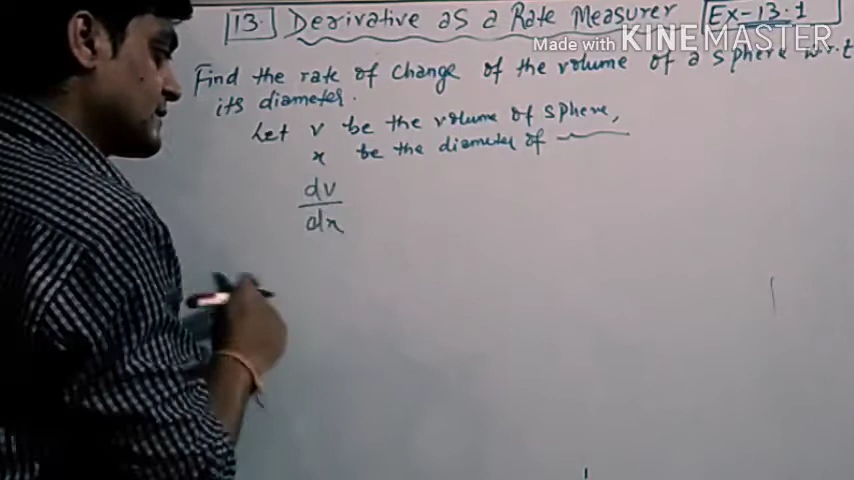 13. Derivative as a Rate Measurer Ex-13.1
Made with KINEMASTER
Find the rate of change of the volume of a sphere w.r.t
its diameter.
Let v be the volume of sphere,
x be the diameter of
dv
dx